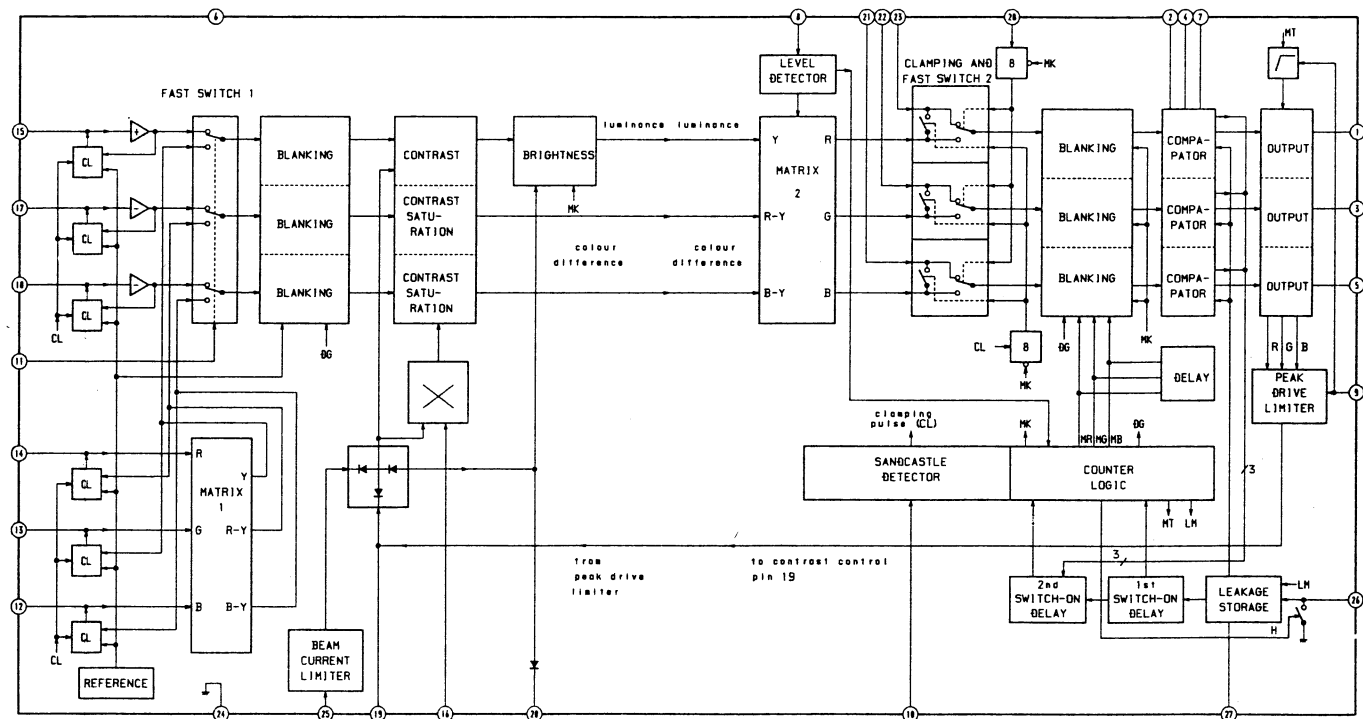 6
8
21
22
23
28
2
4
7
MT
LEVEL
DETECTOR
CLAMPING AND
FAST SWITCH 2
8
MK
FAST SWITCH 1
15
+
CL
BLANKING
CONTRAST
BRIGHTNESS
MK
luminance luminance
Y
R
MATRIX
2
BLANKING
COMPA-
PATOR
OUTPUT
1
17
-
CL
BLANKING
CONTRAST
SATU-
RATION
R-Y
G
BLANKING
COMPA-
PATOR
OUTPUT
3
colour
difference
colour
difference
18
-
CL
BLANKING
CONTRAST
SATU-
RATION
B-Y
B
BLANKING
COMPA-
PATOR
OUTPUT
5
CL
ĐG
CL
8
MK
ĐG
MK
R G B
11
DELAY
PEAK
DRIVE
LIMITER
9
clamping
pulse (CL)
MK
MR MG MB
ĐG
14
CL
R
Y
MATRIX
1
SANDCASTLE
DETECTOR
COUNTER
LOGIC
3
MT
LM
13
CL
G
R-Y
from
peak drive
limiter
to contrast control
pin 19
3
12
CL
B
B-Y
CL
2nd
SWITCH-ON
DELAY
1st
SWITCH-ON
DELAY
LEAKAGE
STORAGE
LM
26
H
BEAM
CURRENT
LIMITER
REFERENCE
24
25
19
16
20
10
27